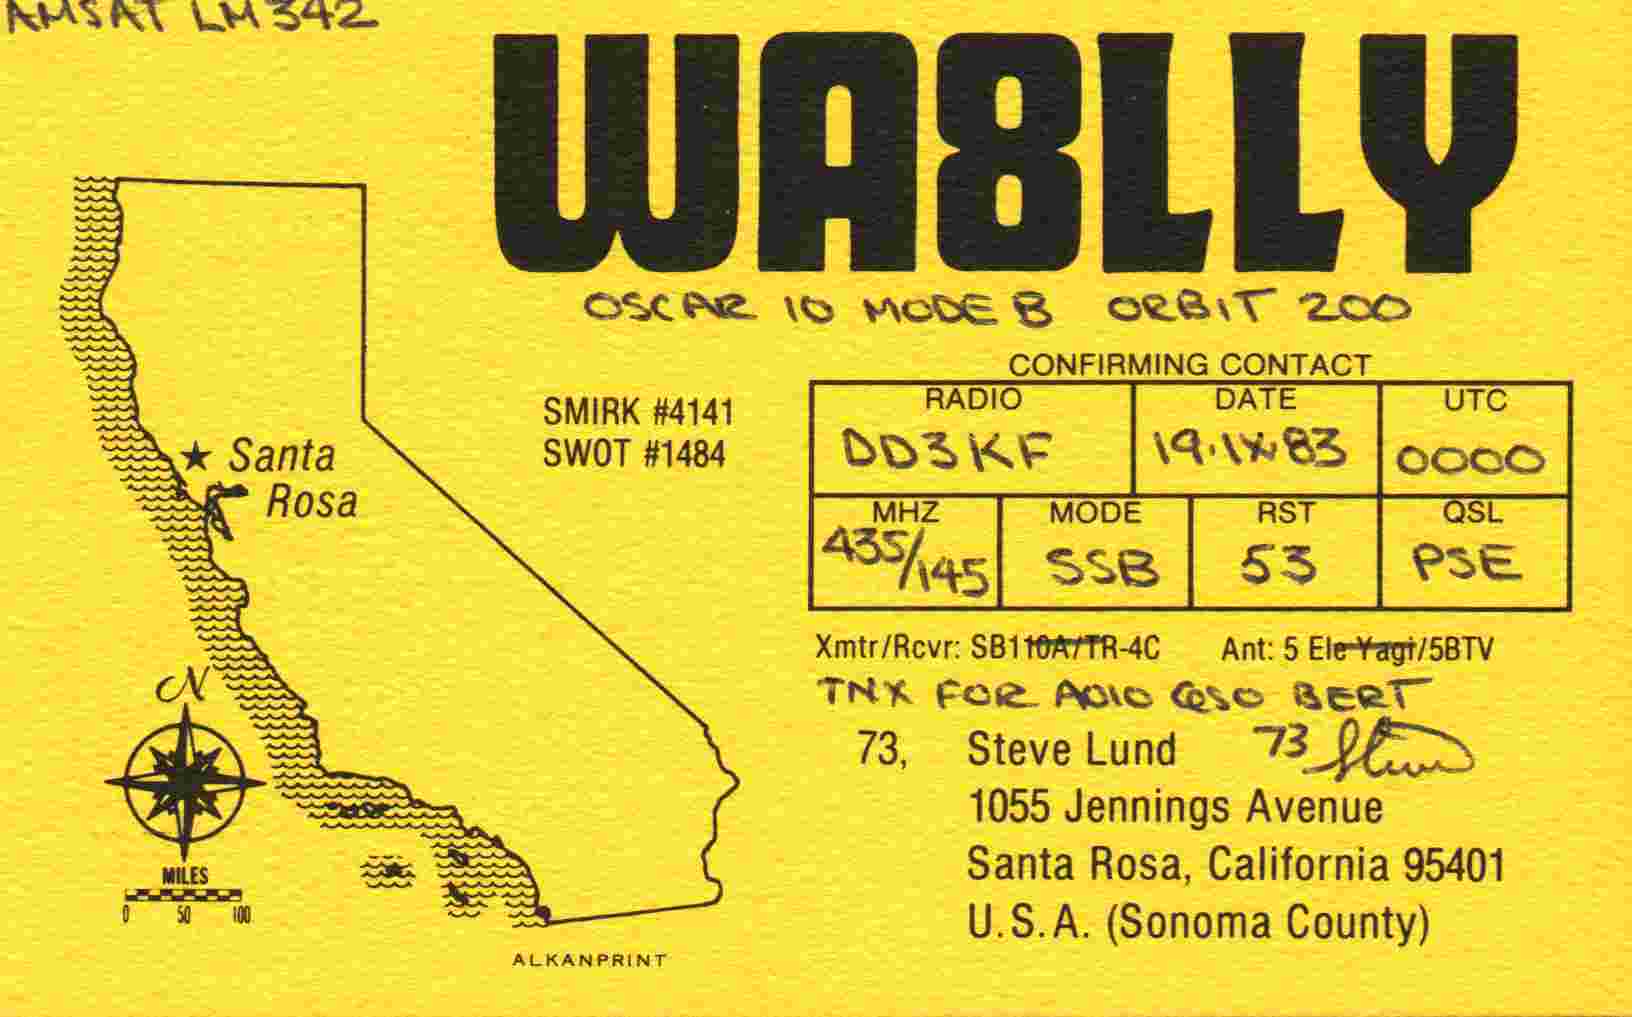 AMSAT LM342
WA8LLY
OSCAR 10 MODE B ORBIT 200
CONFIRMING CONTACT
SMIRK #4141
SWOT #1484
RADIO DATE UTC
DD3KF 19.IX.83 0000
MHZ MODE RST QSL
435/145 SSB 53 PSE
Santa
Rosa
Xmtr/Rcvr: SB110A/TR-4C Ant: 5 Ele Yagi/5BTV
TNX FOR AO10 QSO BERT
73, Steve Lund 73 Steve
1055 Jennings Avenue
Santa Rosa, California 95401
U.S.A. (Sonoma County)
N
MILES
0 50 100
ALKANPRINT